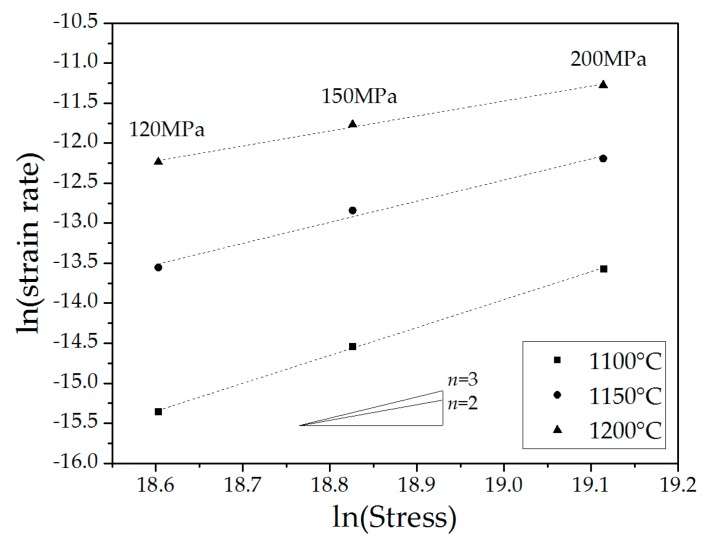 -10.5
-11.0
-11.5
-12.0
-12.5
-13.0
-13.5
-14.0
-14.5
-15.0
-15.5
-16.0
ln(strain rate)
120MPa
150MPa
200MPa
n=3
n=2
1100°C
1150°C
1200°C
18.6 18.7 18.8 18.9 19.0 19.1 19.2
ln(Stress)